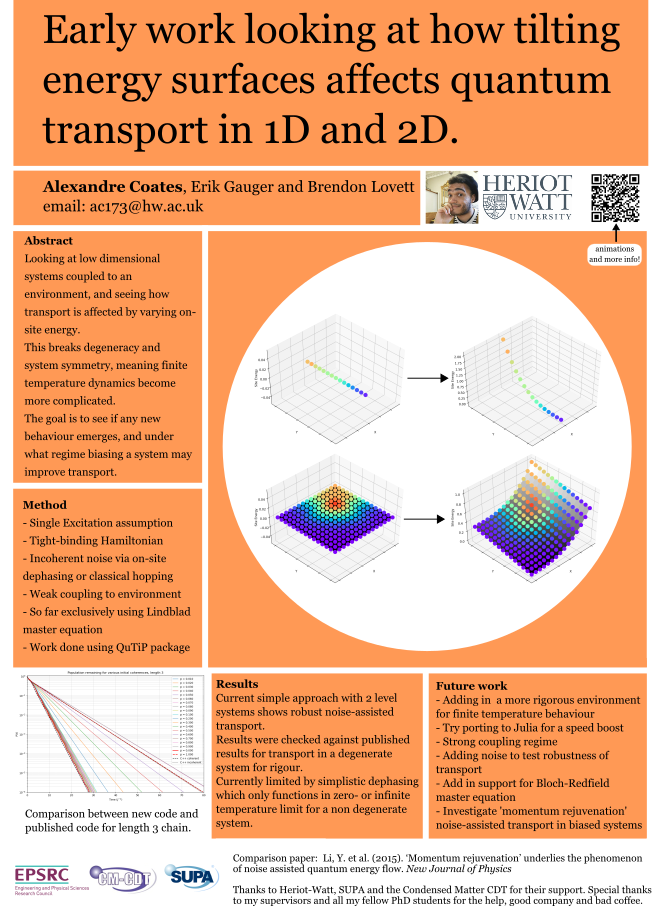 Early work looking at how tilting
energy surfaces affects quantum
transport in 1D and 2D.
Alexandre Coates, Erik Gauger and Brendon Lovett
email: ac173@hw.ac.uk
HERIOT
WATT
UNIVERSITY
animations
and more info!
Abstract
Looking at low dimensional
systems coupled to an
environment, and seeing how
transport is affected by varying on-
site energy.
This breaks degeneracy and
system symmetry, meaning finite
temperature dynamics become
more complicated.
The goal is to see if any new
behaviour emerges, and under
what regime biasing a system may
improve transport.
Method
- Single Excitation assumption
- Tight-binding Hamiltonian
- Incoherent noise via on-site
dephasing or classical hopping
- Weak coupling to environment
- So far exclusively using Lindblad
master equation
- Work done using QuTiP package
Population remaining for various initial coherences, length 3
Comparison between new code and
published code for length 3 chain.
Results
Current simple approach with 2 level
systems shows robust noise-assisted
transport.
Results were checked against published
results for transport in a degenerate
system for rigour.
Currently limited by simplistic dephasing
which only functions in zero- or infinite
temperature limit for a non degenerate
system.
Future work
- Adding in a more rigorous environment
for finite temperature behaviour
- Try porting to Julia for a speed boost
- Strong coupling regime
- Adding noise to test robustness of
transport
- Add in support for Bloch-Redfield
master equation
- Investigate 'momentum rejuvenation'
noise-assisted transport in biased systems
EPSRC
Engineering and Physical Sciences
Research Council
CM-CDT
SUPA
Comparison paper: Li, Y. et al. (2015). 'Momentum rejuvenation' underlies the phenomenon
of noise assisted quantum energy flow. New Journal of Physics
Thanks to Heriot-Watt, SUPA and the Condensed Matter CDT for their support. Special thanks
to my supervisors and all my fellow PhD students for the help, good company and bad coffee.